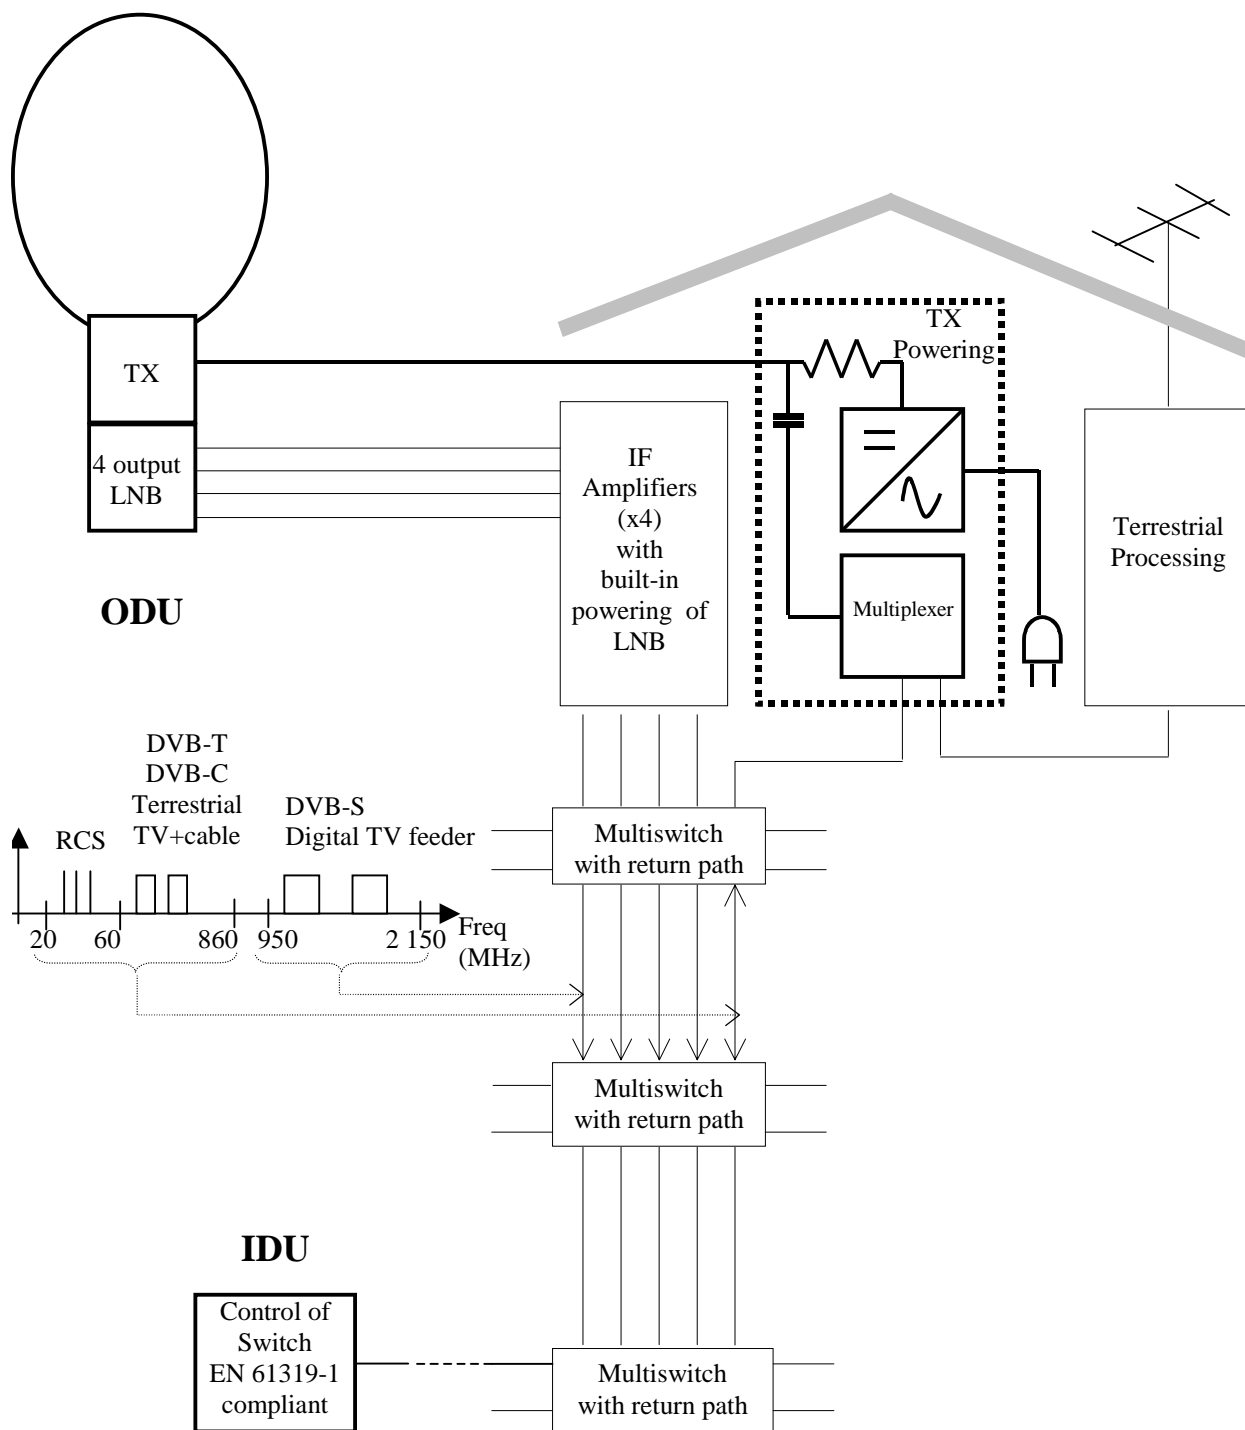 TX
Powering
TX
4 output
LNB
IF
Amplifiers
(x4)
with
built-in
powering of
LNB
Terrestrial
Processing
Multiplexer
ODU
DVB-T
DVB-C
Terrestrial
TV+cable
RCS
DVB-S
Digital TV feeder
20
60
860
950
2 150
Freq
(MHz)
Multiswitch
with return path
Multiswitch
with return path
IDU
Control of
Switch
EN 61319-1
compliant
Multiswitch
with return path